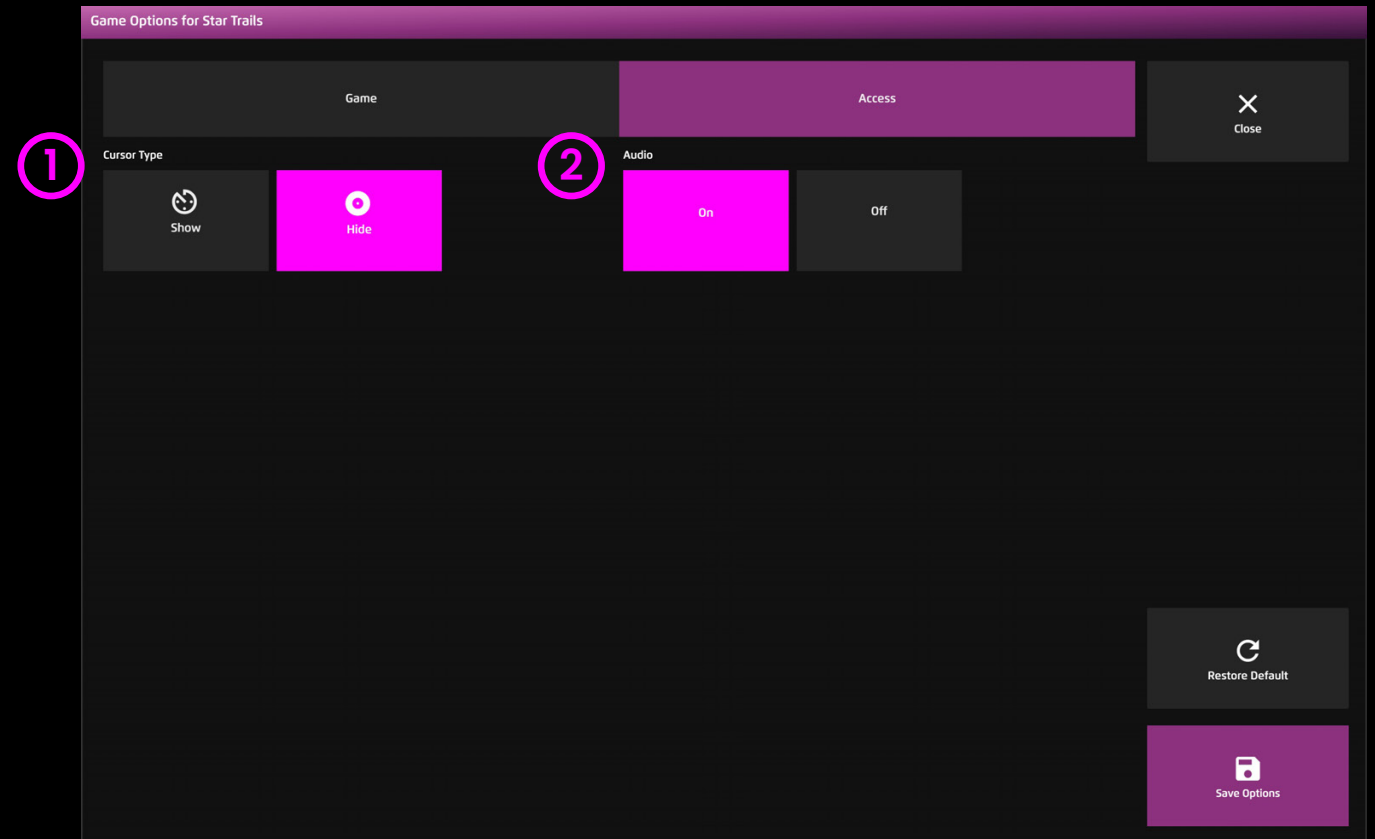 Game Options for Star Trails
Game
Access
Close
1
Cursor Type
2
Audio
Show
Hide
On
Off
Restore Default
Save Options